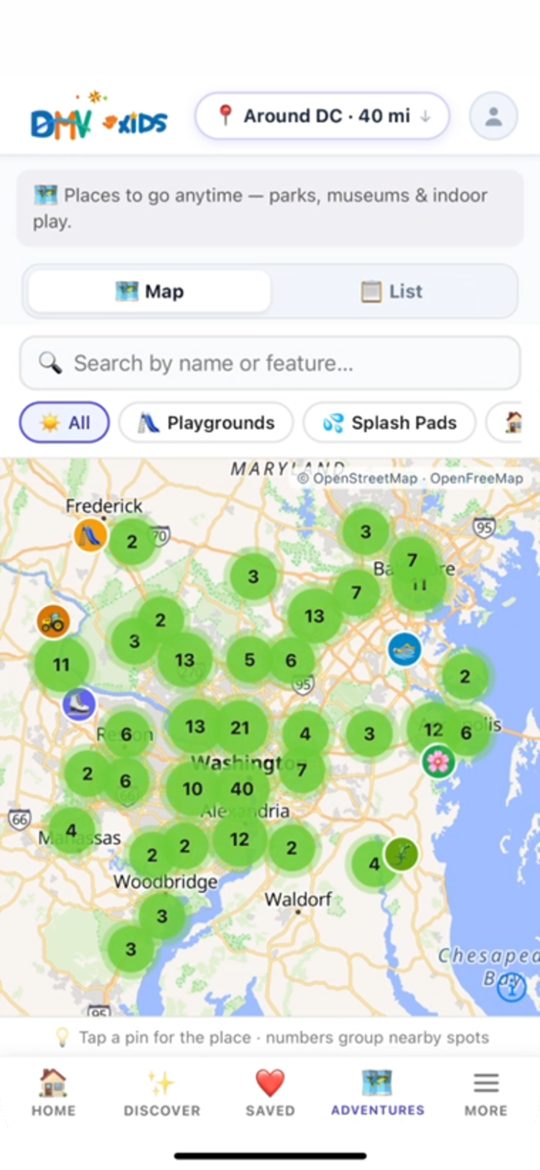 DMV KIDS
Around DC · 40 mi ↓
Places to go anytime — parks, museums & indoor
play.
Map
List
Search by name or feature...
All
Playgrounds
Splash Pads
MARYLAND
© OpenStreetMap · OpenFreeMap
Frederick
2
70
3
95
7
11
3
7
2
13
3
13
5
6
11
95
2
13
21
6
4
3
12
6
Washington
7
2
6
10
40
66
4
Alexandria
Manassas
12
2
2
2
4
Woodbridge
Waldorf
3
3
Chesapea
Bay
95
Tap a pin for the place · numbers group nearby spots
HOME
DISCOVER
SAVED
ADVENTURES
MORE